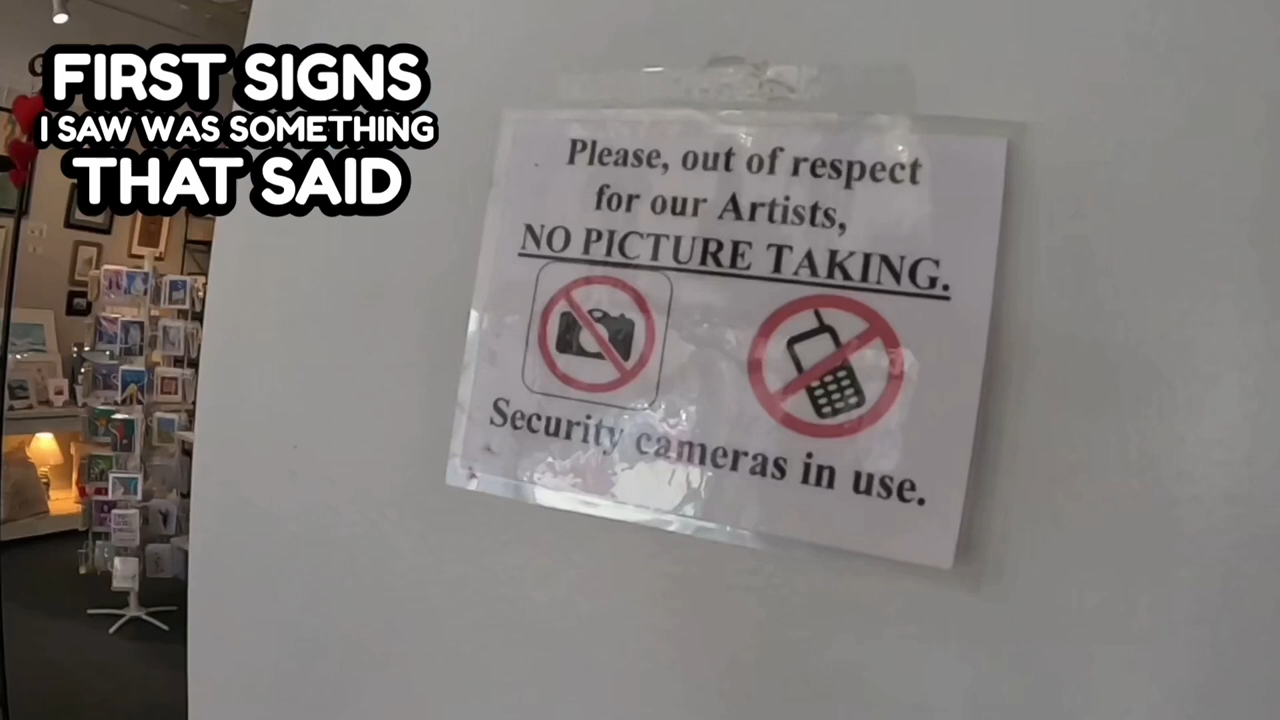 FIRST SIGNS
I SAW WAS SOMETHING
THAT SAID
Please, out of respect
for our Artists,
NO PICTURE TAKING.
Security cameras in use.